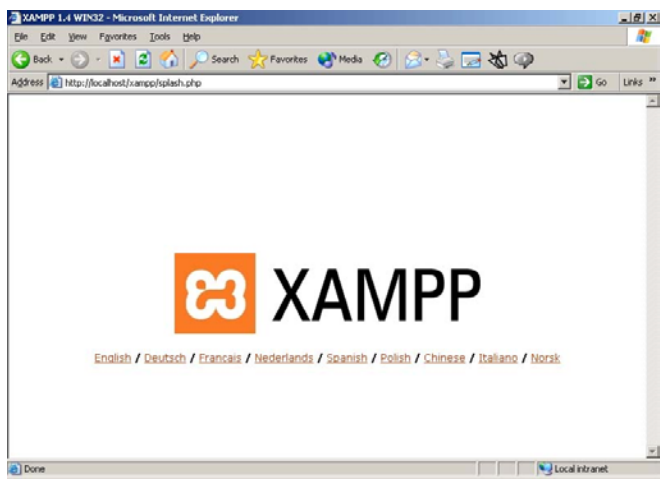 XAMPP 1.4 WIN32 - Microsoft Internet Explorer
File Edit View Favorites Tools Help
Back Search Favorites Media
Address http://localhost/xampp/splash.php Go Links »
XAMPP
English / Deutsch / Francais / Nederlands / Spanish / Polish / Chinese / Italiano / Norsk
Done Local intranet